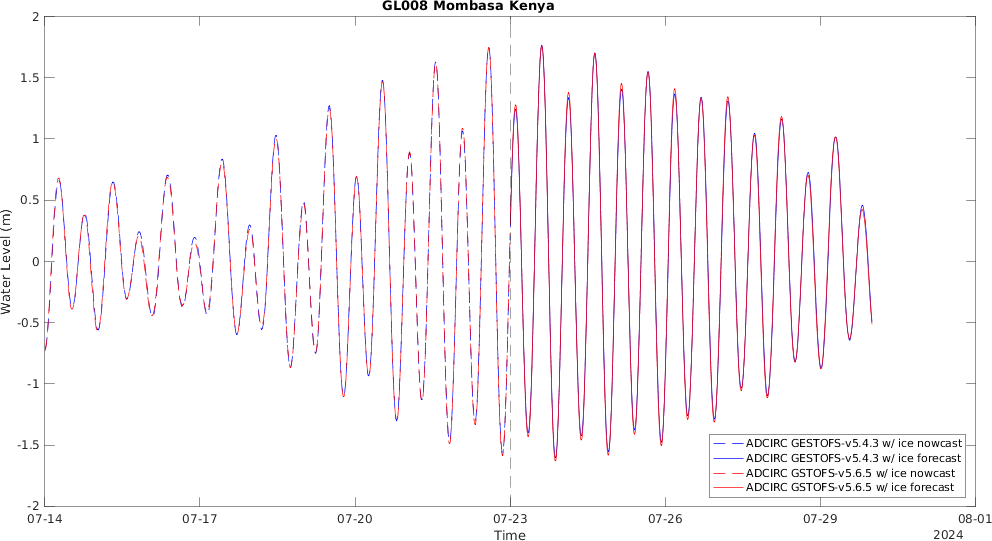 GL008 Mombasa Kenya
2
1.5
1
0.5
0
-0.5
-1
-1.5
-2
Water Level (m)
07-14 07-17 07-20 07-23 07-26 07-29 08-01
Time
2024
ADCIRC GESTOFS-v5.4.3 w/ ice nowcast
ADCIRC GESTOFS-v5.4.3 w/ ice forecast
ADCIRC GSTOFS-v5.6.5 w/ ice nowcast
ADCIRC GSTOFS-v5.6.5 w/ ice forecast